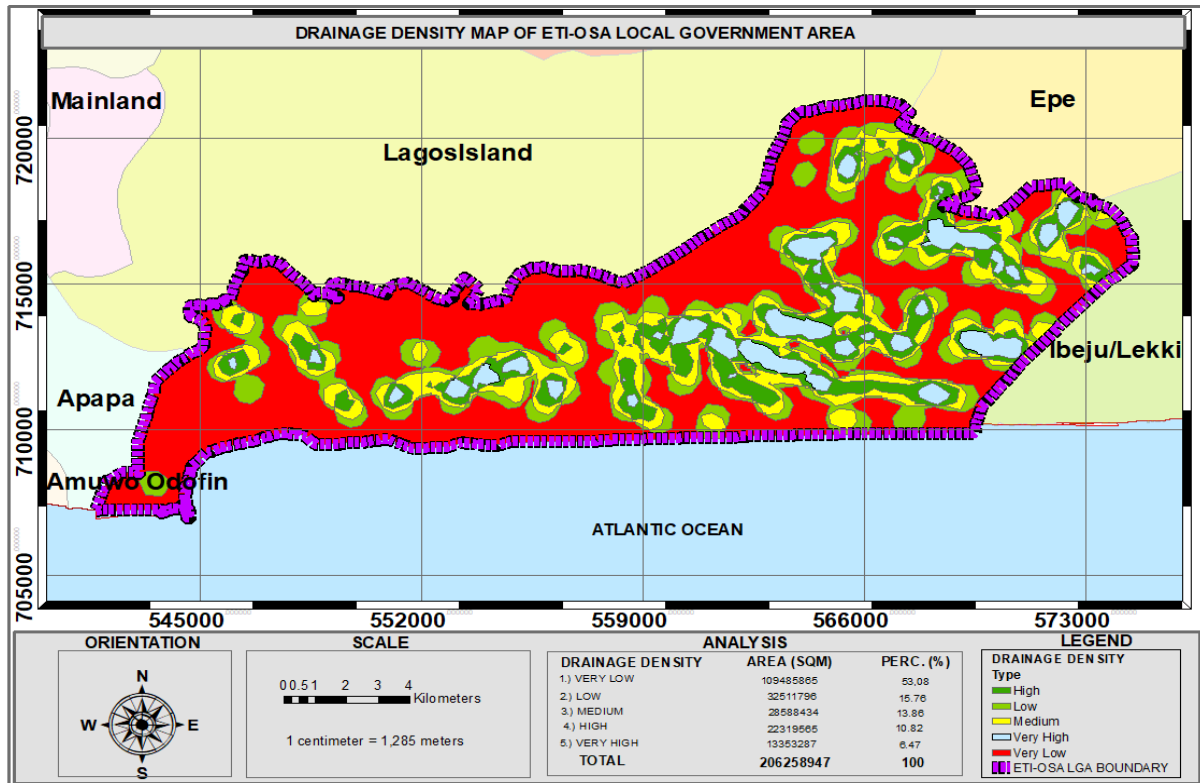 DRAINAGE DENSITY MAP OF ETI-OSA LOCAL GOVERNMENT AREA
Mainland
Epe
LagosIsland
Ibeju/Lekki
Apapa
Amuwo Odofin
ATLANTIC OCEAN
720000
715000
710000
705000
545000 552000 559000 566000 573000
ORIENTATION
N
W E
S
SCALE
0 0.5 1 2 3 4
Kilometers
1 centimeter = 1,285 meters
ANALYSIS
DRAINAGE DENSITY AREA (SQM) PERC. (%)
1.) VERY LOW 109485865 53.08
2.) LOW 32511796 15.76
3.) MEDIUM 28588434 13.86
4.) HIGH 22319565 10.82
5.) VERY HIGH 13353287 6.47
TOTAL 206258947 100
LEGEND
DRAINAGE DENSITY
Type
High
Low
Medium
Very High
Very Low
ETI-OSA LGA BOUNDARY